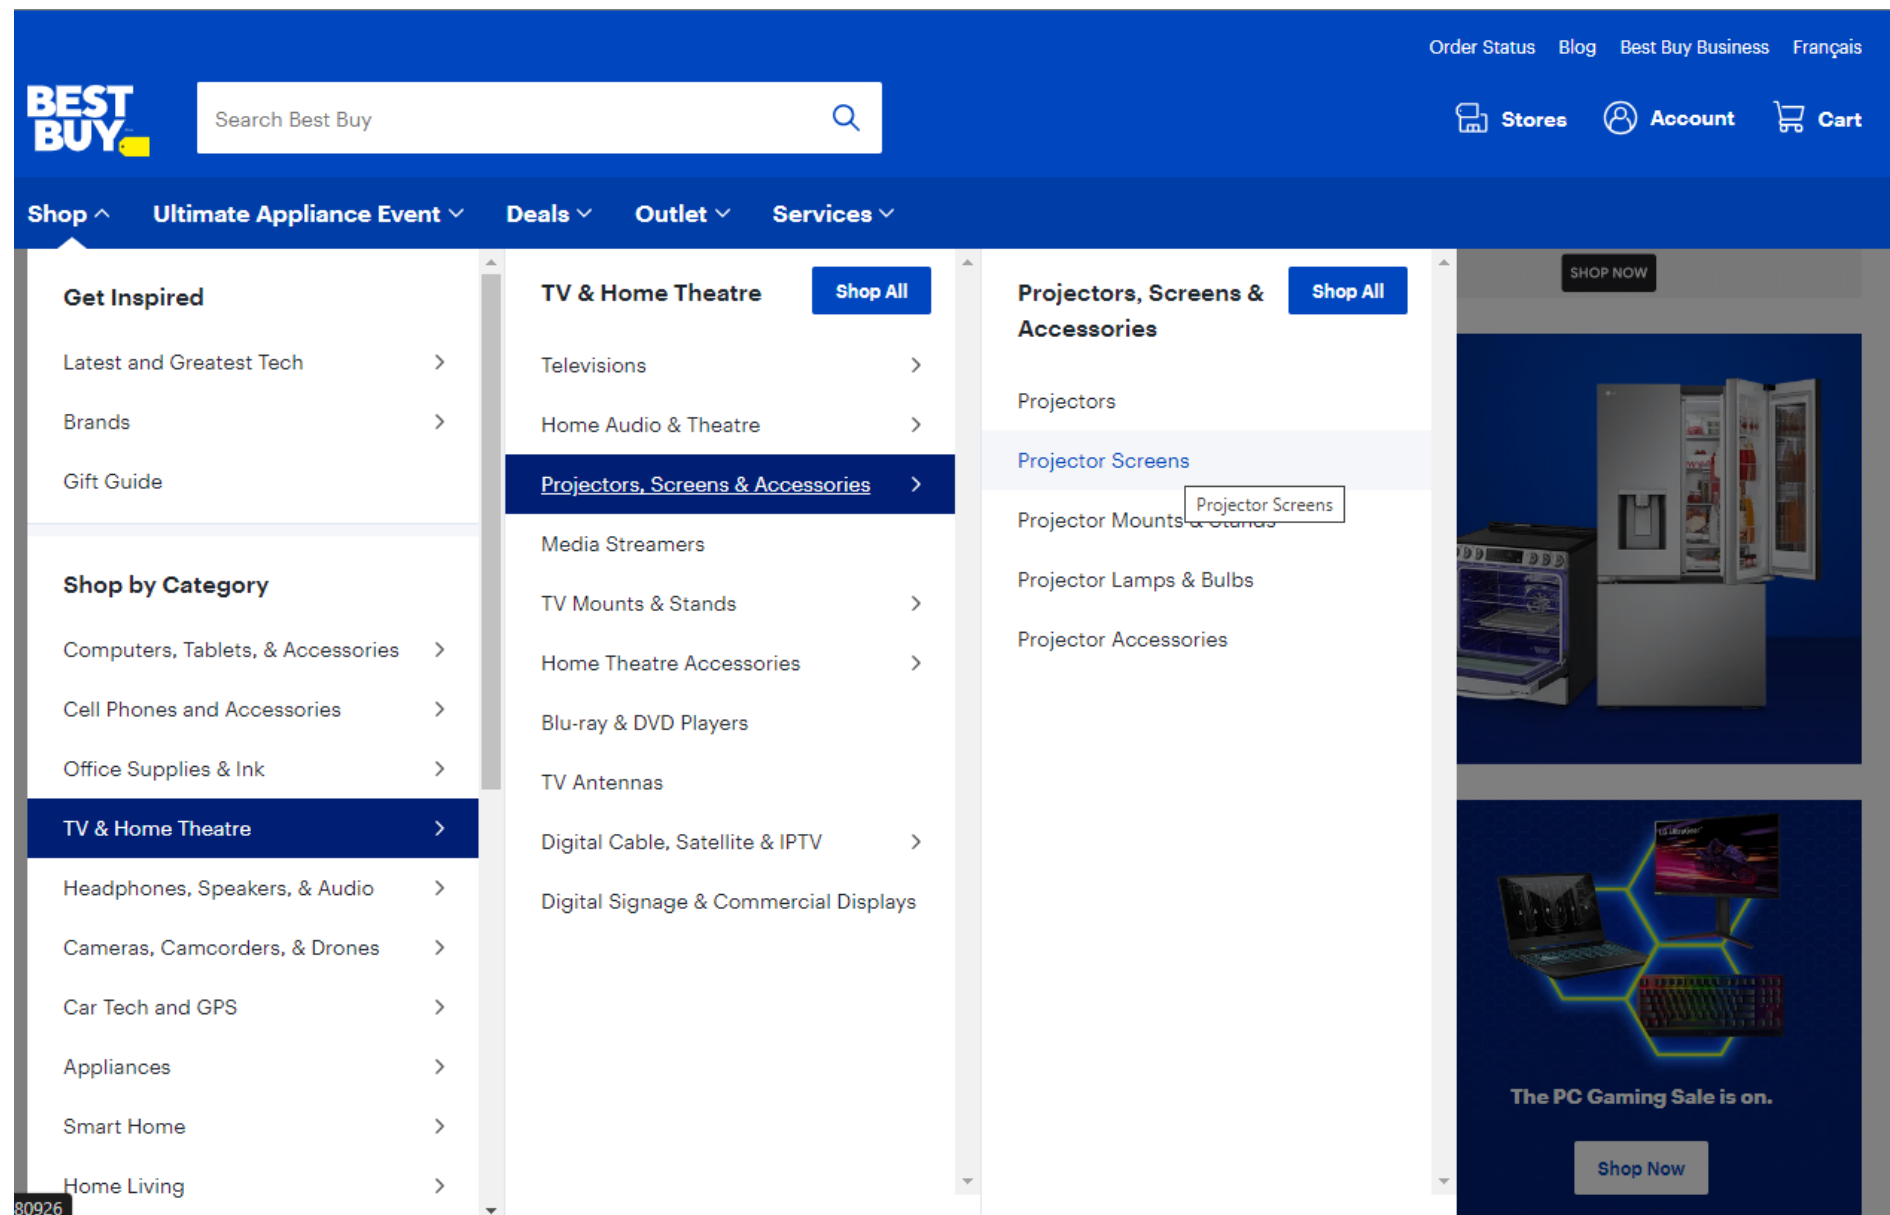 Order Status Blog Best Buy Business Français
BEST
BUY
Search Best Buy
Stores Account Cart
Shop Ultimate Appliance Event Deals Outlet Services
Get Inspired
Latest and Greatest Tech
Brands
Gift Guide
Shop by Category
Computers, Tablets, & Accessories
Cell Phones and Accessories
Office Supplies & Ink
TV & Home Theatre
Headphones, Speakers, & Audio
Cameras, Camcorders, & Drones
Car Tech and GPS
Appliances
Smart Home
Home Living
80926
TV & Home Theatre
Shop All
Televisions
Home Audio & Theatre
Projectors, Screens & Accessories
Media Streamers
TV Mounts & Stands
Home Theatre Accessories
Blu-ray & DVD Players
TV Antennas
Digital Cable, Satellite & IPTV
Digital Signage & Commercial Displays
Projectors, Screens &
Accessories
Shop All
Projectors
Projector Screens
Projector Screens
Projector Mounts & Stands
Projector Lamps & Bulbs
Projector Accessories
SHOP NOW
The PC Gaming Sale is on.
Shop Now